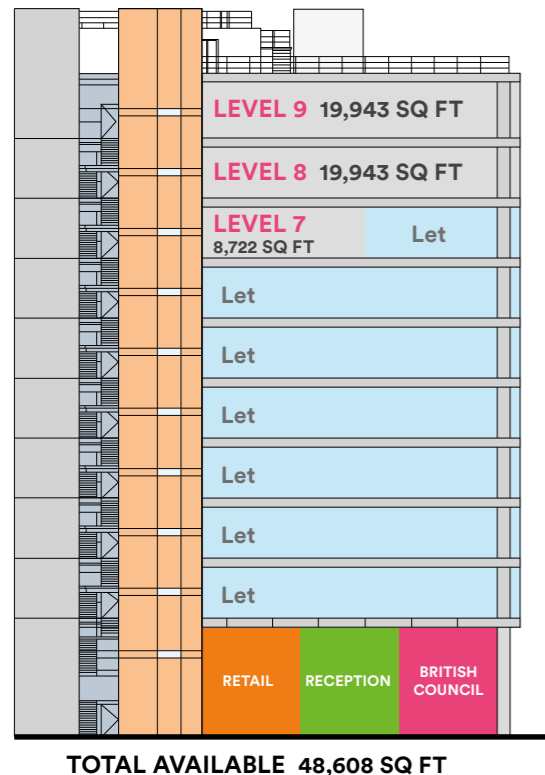 LEVEL 9 19,943 SQ FT
LEVEL 8 19,943 SQ FT
LEVEL 7
8,722 SQ FT
Let
Let
Let
Let
Let
Let
Let
RETAIL
RECEPTION
BRITISH
COUNCIL
TOTAL AVAILABLE 48,608 SQ FT